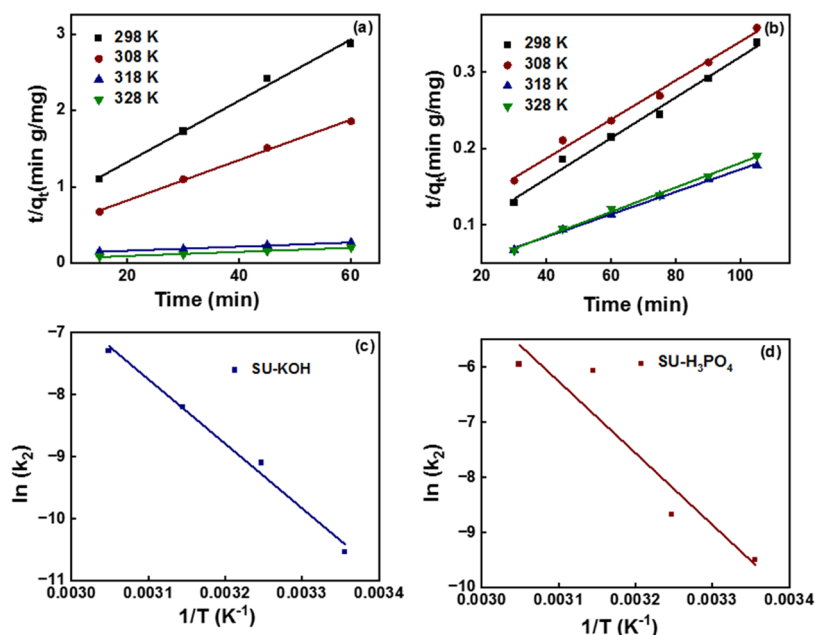 (a)
298 K
308 K
318 K
328 K
t/qₜ(min g/mg)
3
2
1
0
20
40
60
Time (min)
(b)
298 K
308 K
318 K
328 K
t/qₜ(min g/mg)
0.3
0.2
0.1
20
40
60
80
100
Time (min)
(c)
SU-KOH
ln (k₂)
−7
−8
−9
−10
−11
0.0030
0.0031
0.0032
0.0033
0.0034
1/T (K⁻¹)
(d)
SU-H₃PO₄
ln (k₂)
−6
−7
−8
−9
−10
0.0030
0.0031
0.0032
0.0033
0.0034
1/T (K⁻¹)